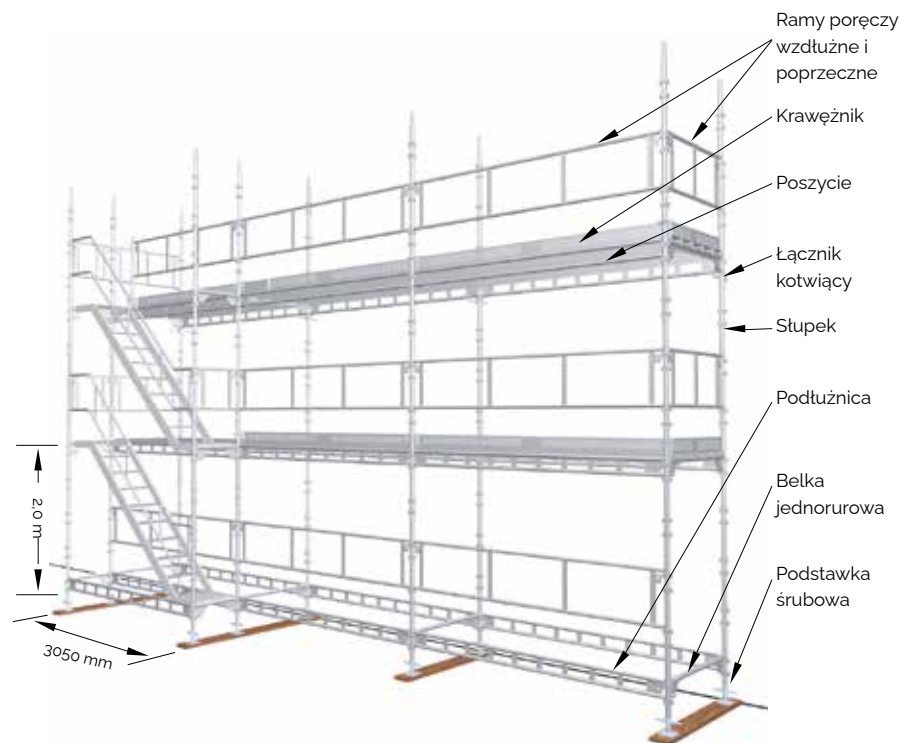 Ramy poręczy
wzdłużne i
poprzeczne
Krawężnik
Poszycie
Łącznik
kotwiący
Słupek
Podłużnica
Belka
jednorurowa
Podstawka
śrubowa
2,0 m
3050 mm